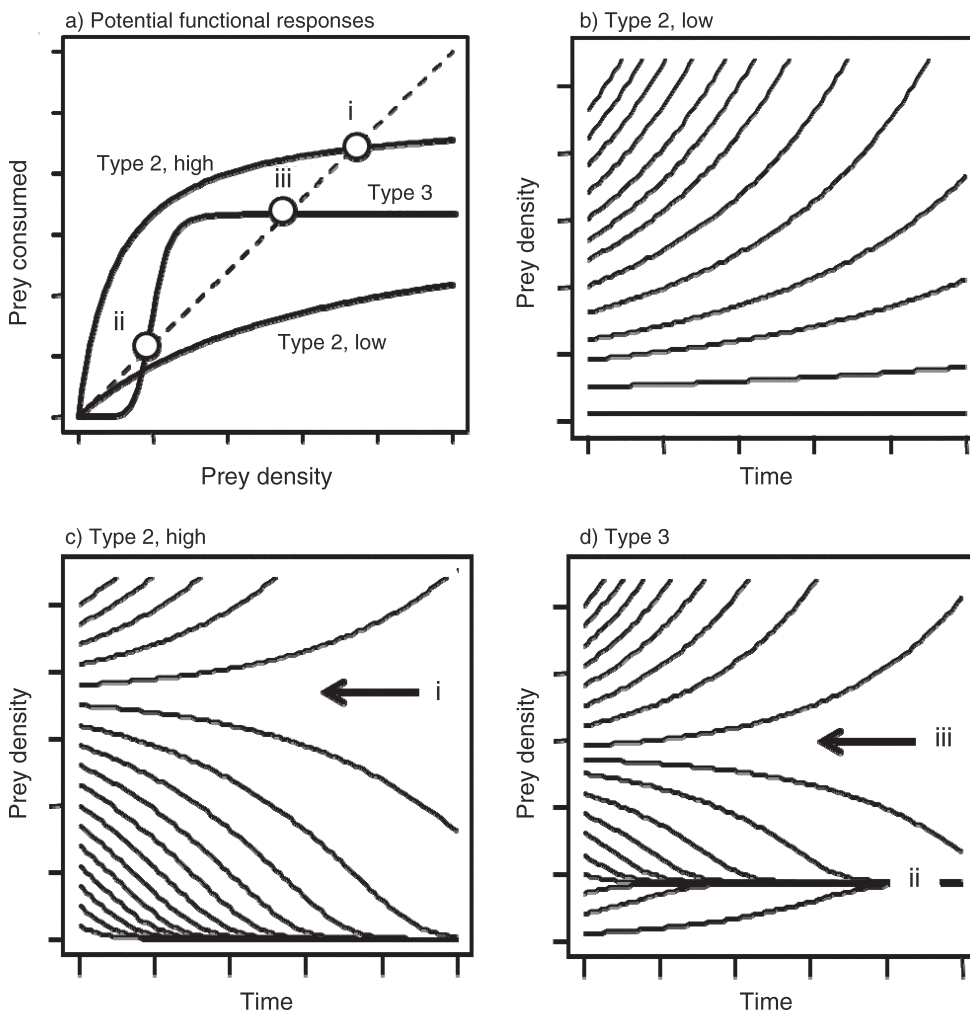 a) Potential functional responses
b) Type 2, low
i
Type 2, high
iii
Type 3
ii
Type 2, low
Prey consumed
Prey density
Prey density
Time
c) Type 2, high
d) Type 3
i
iii
ii
Prey density
Prey density
Time
Time